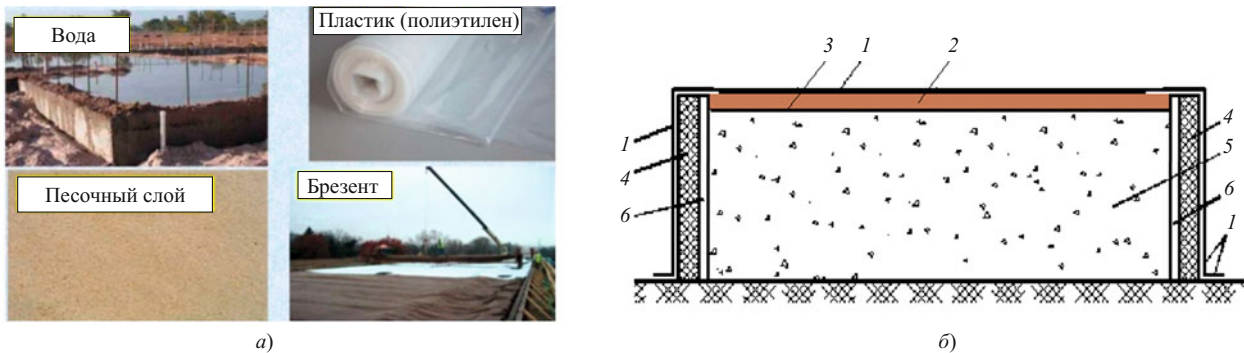 Вода
Пластик (полиэтилен)
Песочный слой
Брезент
а)
3 1 2
1
4
6
4
5
6
1
б)